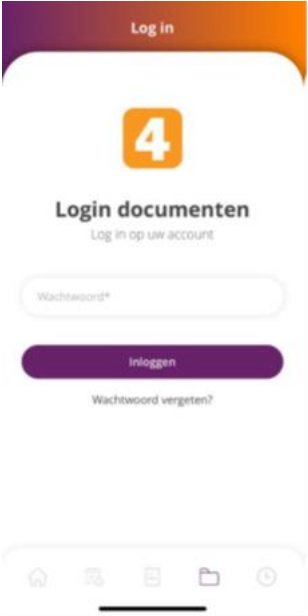 Log in
4
Login documenten
Log in op uw account
Wachtwoord*
Inloggen
Wachtwoord vergeten?